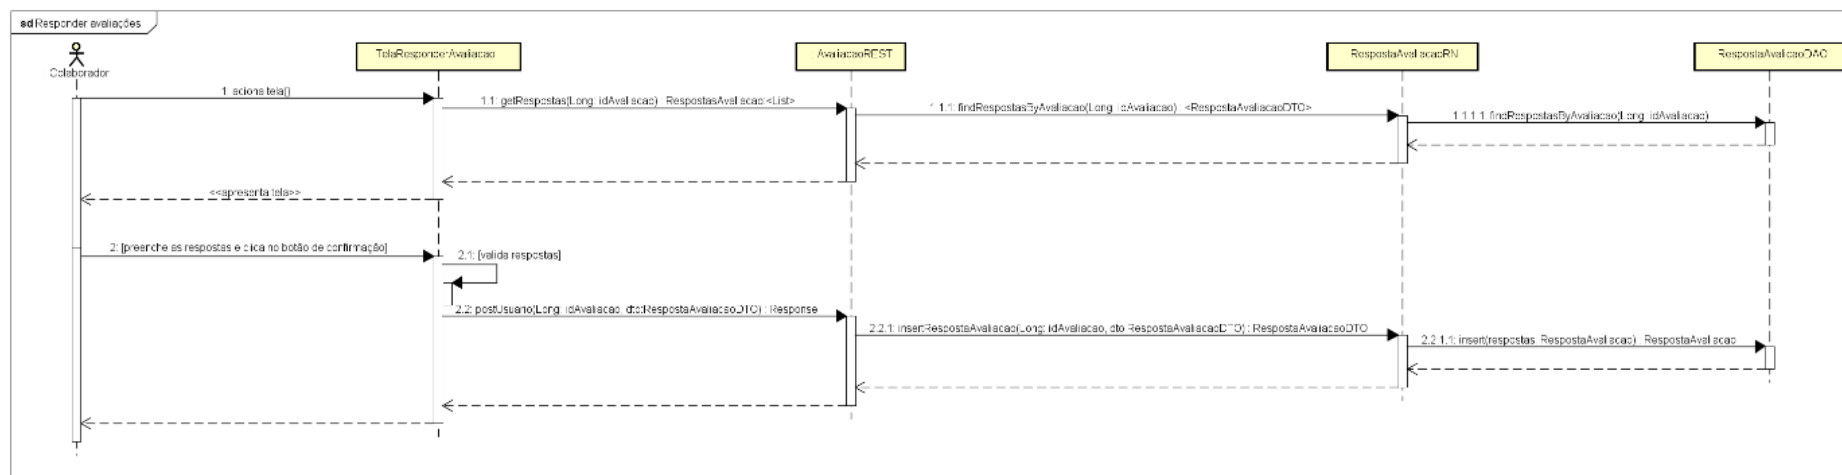 sd Responder avaliações
Colaborador
TelaResponderAvaliacao
AvaliacaoREST
RespostaAvaliacaoRN
RespostaAvalicaoDAO
1: aciona tela()
1.1: getRespostas(Long: idAvaliacao) : RespostasAvaliacao:<List>
1.1.1: findRespostasByAvaliacao(Long: idAvaliacao) : <RespostaAvaliacaoDTO>
1.1.1.1: findRespostasByAvaliacao(Long: idAvaliacao)
<<apresenta tela>>
2: [preenche as respostas e clica no botão de confirmação]
2.1: [valida respostas]
2.2: postUsuario(Long: idAvaliacao, dto:RespostaAvaliacaoDTO) : Response
2.2.1: insertRespostaAvaliacao(Long: idAvaliacao, dto:RespostaAvaliacaoDTO) : RespostaAvaliacaoDTO
2.2.1.1: insert(respostas: RespostaAvaliacao) : RespostaAvaliacao